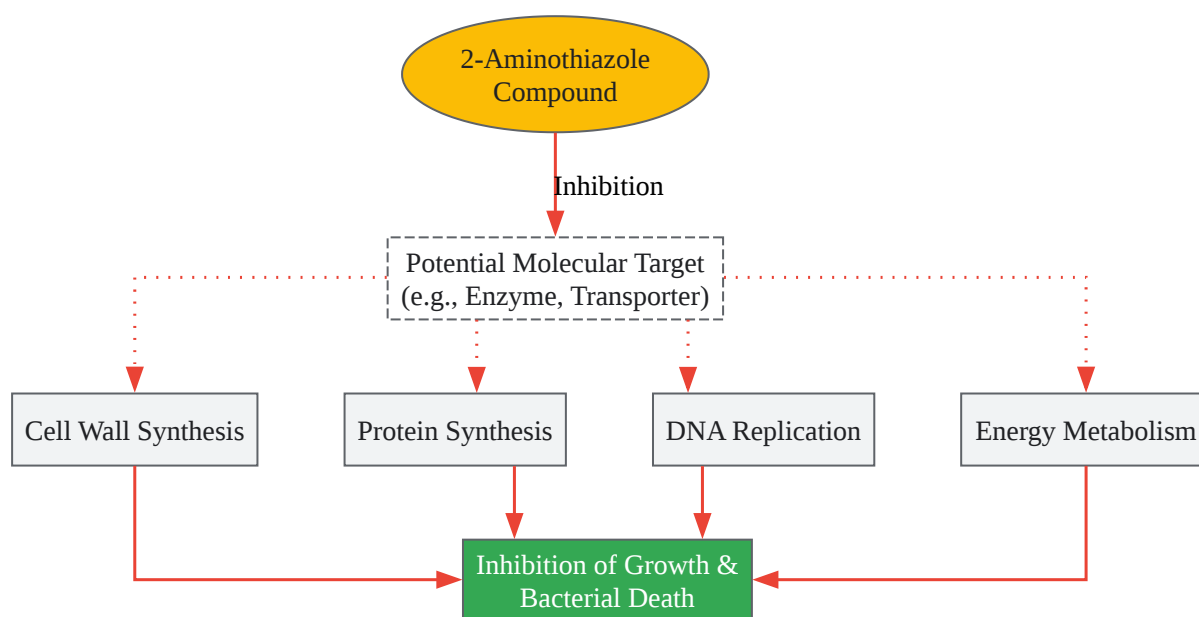 2-Aminothiazole
Compound
Inhibition
Potential Molecular Target
(e.g., Enzyme, Transporter)
Cell Wall Synthesis
Protein Synthesis
DNA Replication
Energy Metabolism
Inhibition of Growth &
Bacterial Death